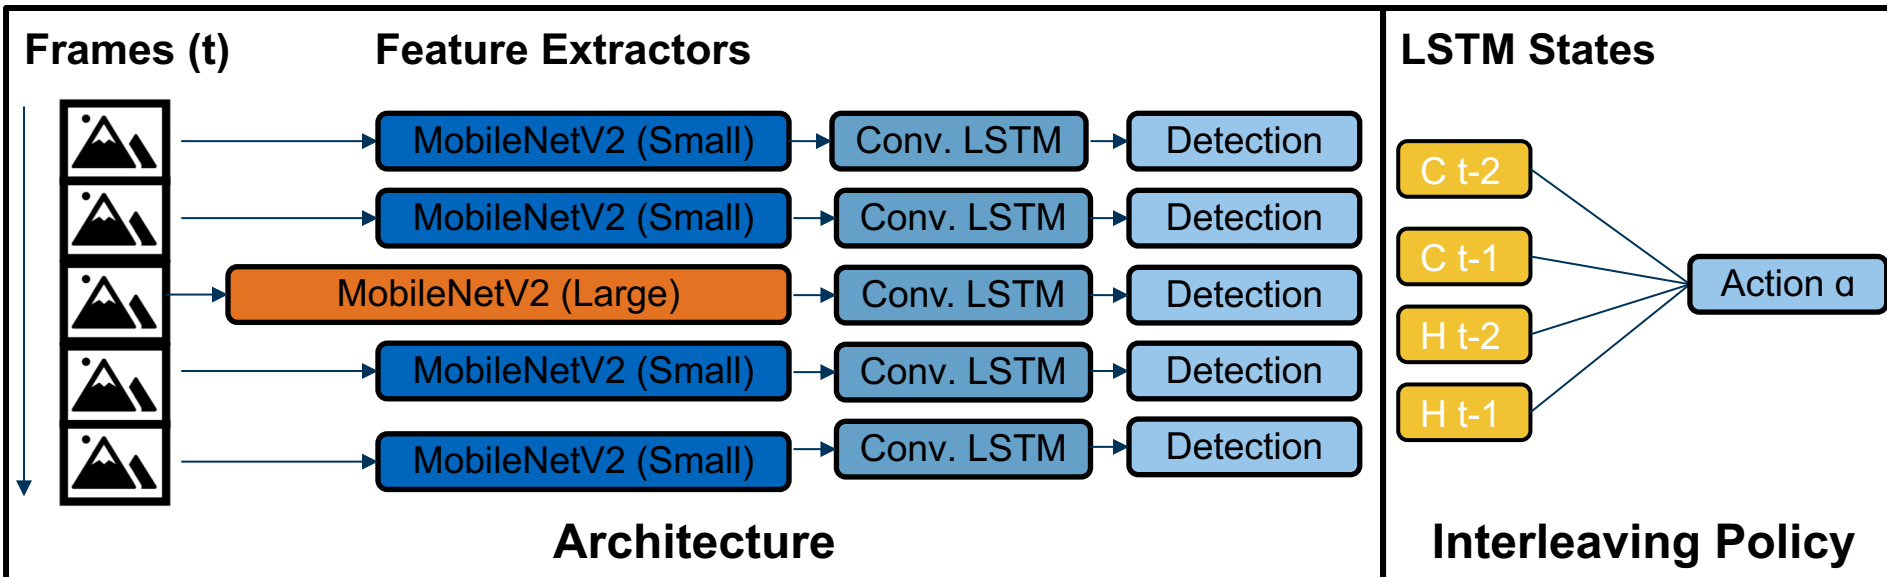 Frames (t)
Feature Extractors
LSTM States
MobileNetV2 (Small)
Conv. LSTM
Detection
MobileNetV2 (Small)
Conv. LSTM
Detection
MobileNetV2 (Large)
Conv. LSTM
Detection
MobileNetV2 (Small)
Conv. LSTM
Detection
MobileNetV2 (Small)
Conv. LSTM
Detection
C t-2
C t-1
H t-2
H t-1
Action ɑ
Architecture
Interleaving Policy